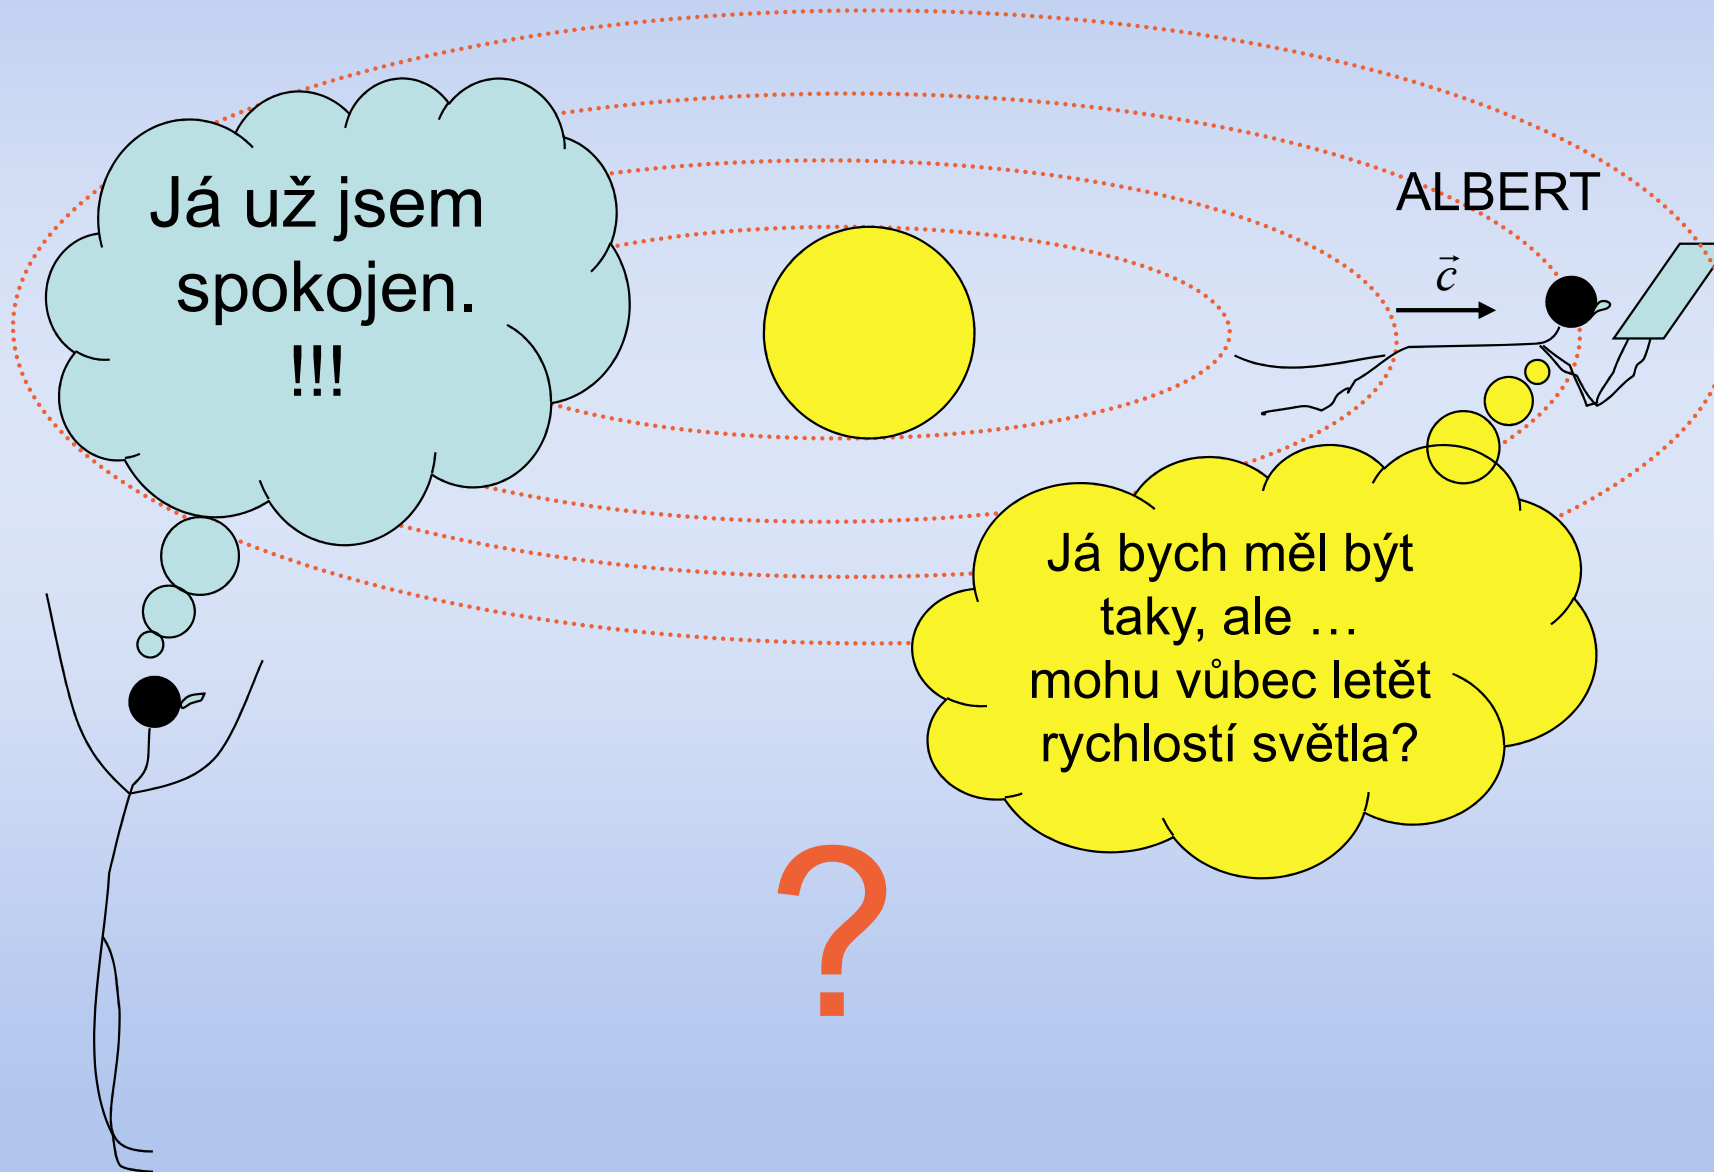 Já už jsem
spokojen.
!!!
ALBERT
c⃗
Já bych měl být
taky, ale …
mohu vůbec letět
rychlostí světla?
?